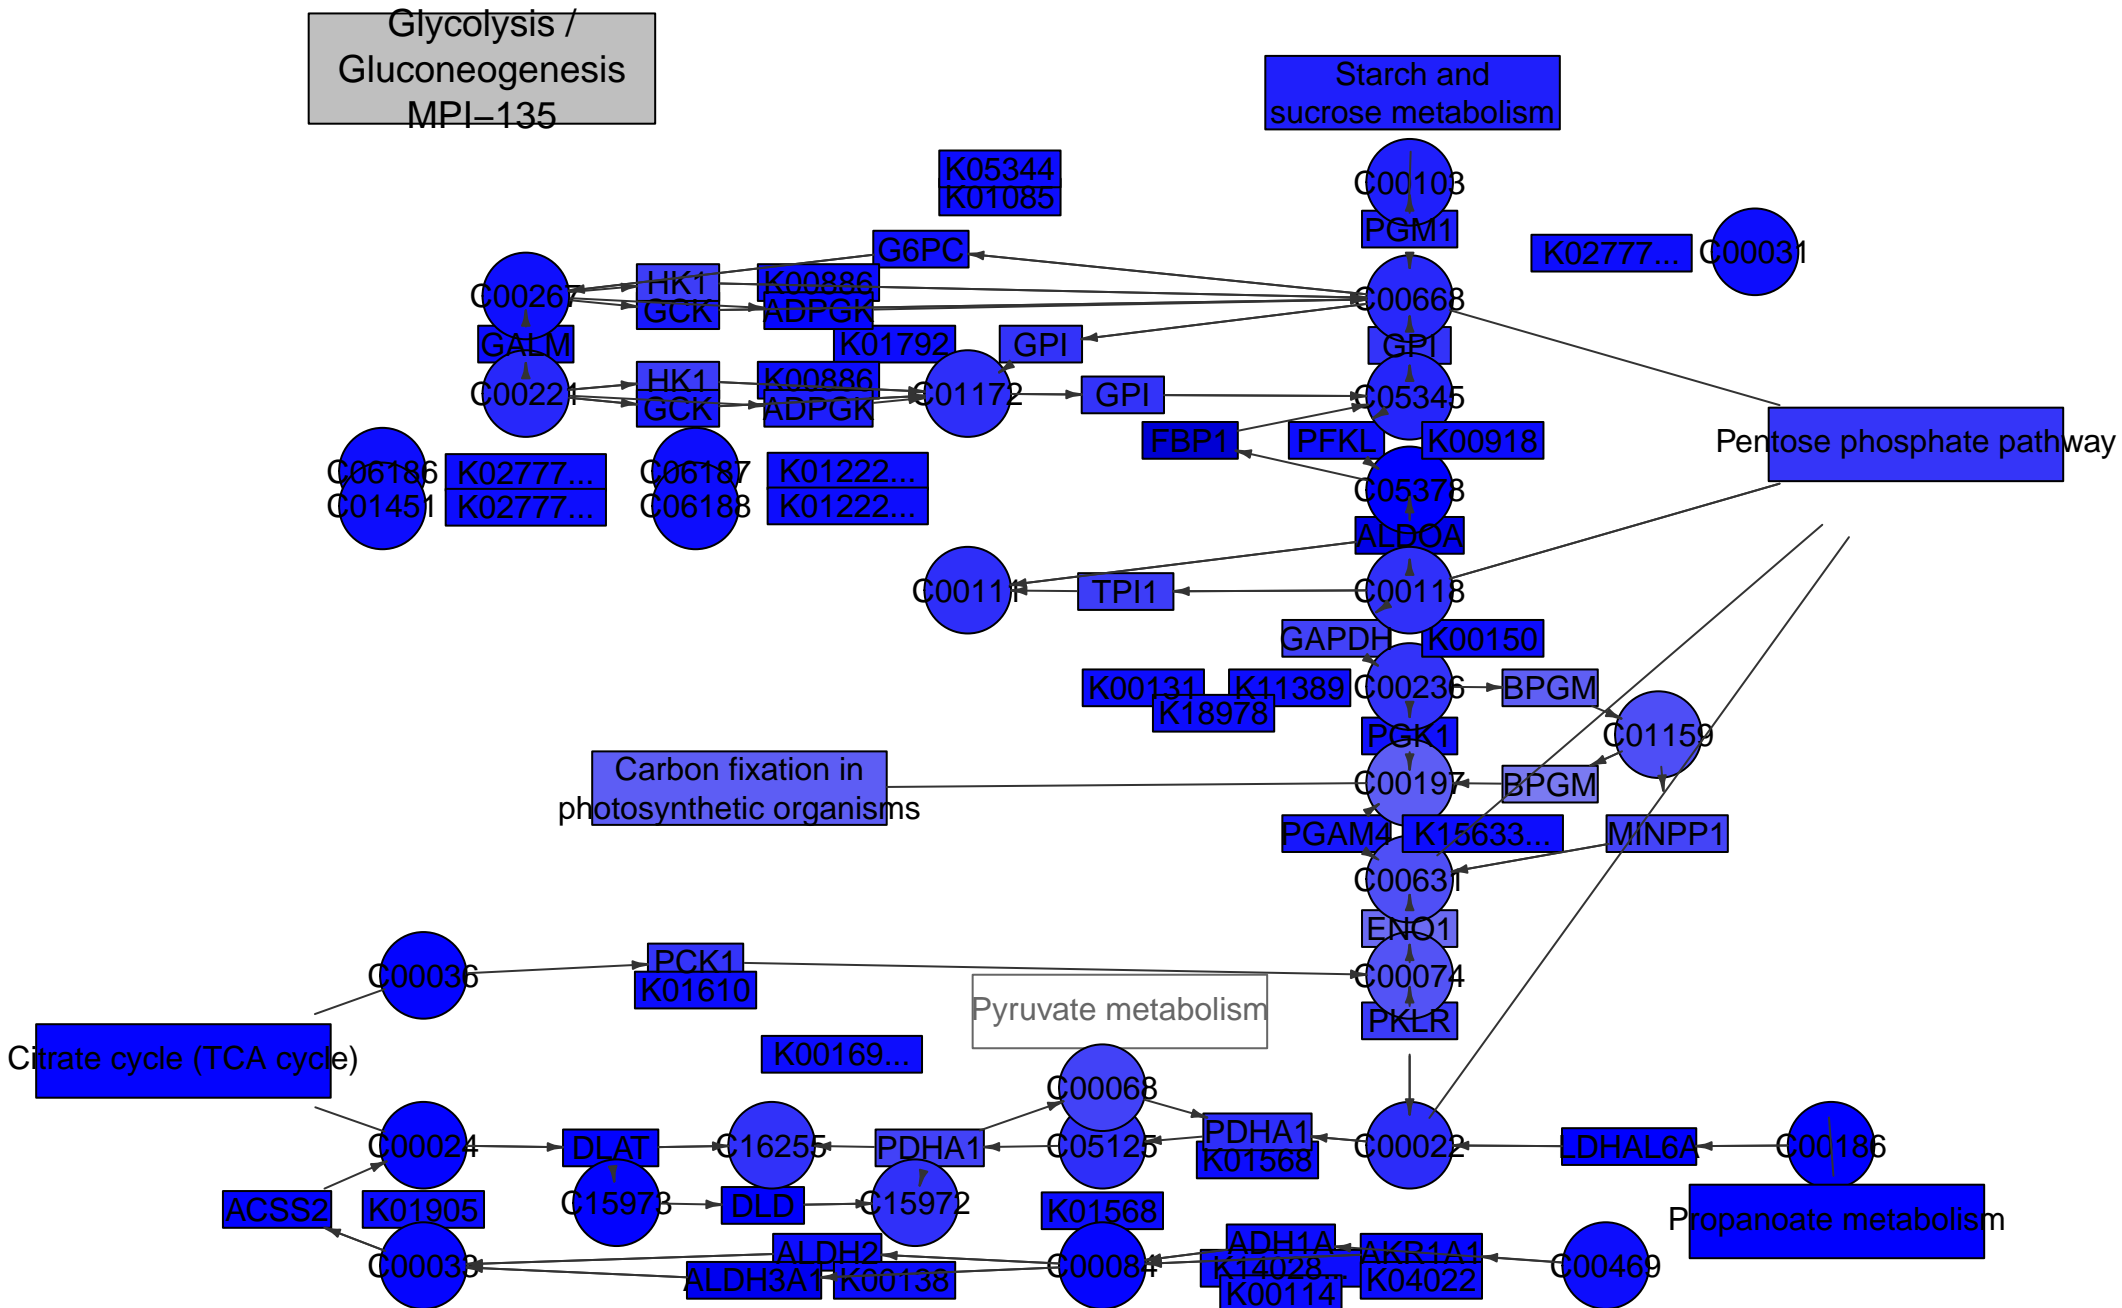 Glycolysis /
Gluconeogenesis
MPI−135
Starch and
sucrose metabolism
K05344
K01085
C00103
PGM1
G6PC
K02777...
C00031
C00267
HK1
K00886
GCK
ADPGK
C00668
GALM
K01792
GPI
GPI
C00221
HK1
K00886
GCK
ADPGK
C01172
GPI
C05345
FBP1
PFKL
K00918
Pentose phosphate pathway
C06186
K02777...
C06187
K01222...
C05378
C01451
K02777...
C06188
K01222...
ALDOA
C00111
TPI1
C00118
GAPDH
K00150
K00131
K11389
C00236
BPGM
K18978
PGK1
C01159
Carbon fixation in
photosynthetic organisms
C00197
BPGM
PGAM4
K15633...
MINPP1
C00631
ENO1
C00036
PCK1
K01610
C00074
Pyruvate metabolism
PKLR
Citrate cycle (TCA cycle)
K00169...
C00068
C00024
DLAT
C16255
PDHA1
C05125
PDHA1
K01568
C00022
LDHAL6A
C00186
ACSS2
K01905
C15973
DLD
C15972
K01568
Propanoate metabolism
C00033
ALDH2
ALDH3A1
K00138
C00084
ADH1A
AKR1A1
K14028...
K04022
K00114
C00469